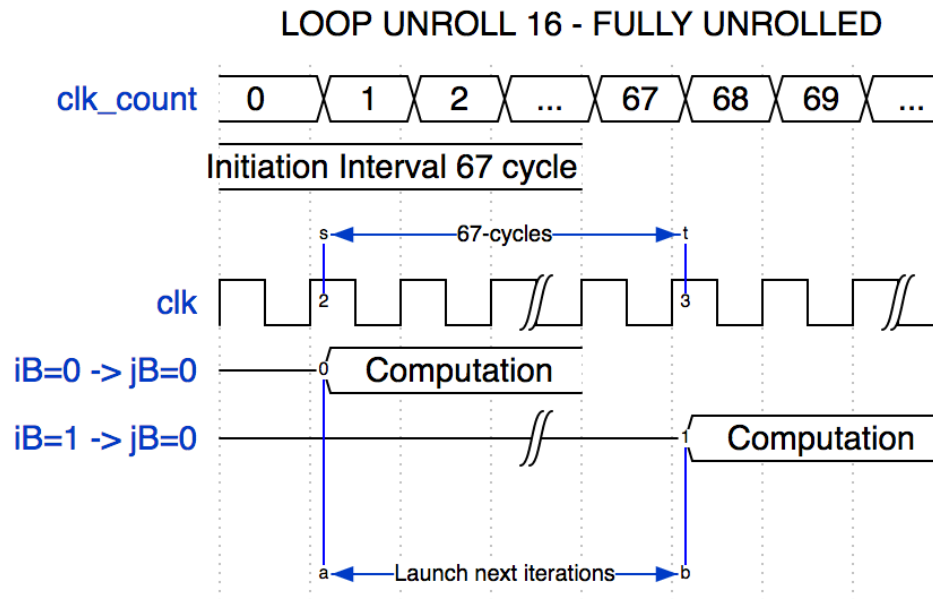 LOOP UNROLL 16 - FULLY UNROLLED
clk_count 0 1 2 ... 67 68 69 ...
Initiation Interval 67 cycle
s 67-cycles t
clk 2 3
iB=0 -> jB=0 0 Computation
iB=1 -> jB=0 1 Computation
a Launch next iterations b